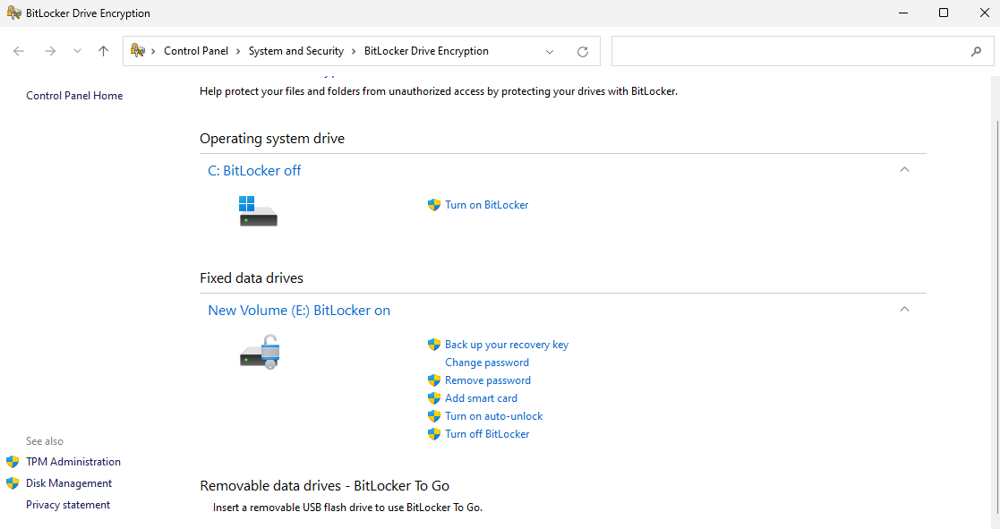 BitLocker Drive Encryption
Control Panel > System and Security > BitLocker Drive Encryption
Control Panel Home
Help protect your files and folders from unauthorized access by protecting your drives with BitLocker.
Operating system drive
C: BitLocker off
Turn on BitLocker
Fixed data drives
New Volume (E:) BitLocker on
Back up your recovery key
Change password
Remove password
Add smart card
Turn on auto-unlock
Turn off BitLocker
See also
TPM Administration
Disk Management
Privacy statement
Removable data drives - BitLocker To Go
Insert a removable USB flash drive to use BitLocker To Go.